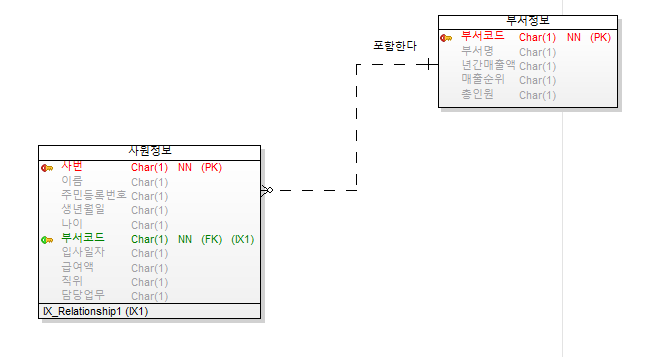 부서정보
부서코드 Char(1) NN (PK)
부서명 Char(1)
년간매출액 Char(1)
매출순위 Char(1)
총인원 Char(1)
포함한다
사원정보
사번 Char(1) NN (PK)
이름 Char(1)
주민등록번호 Char(1)
생년월일 Char(1)
나이 Char(1)
부서코드 Char(1) NN (FK) (IX1)
입사일자 Char(1)
급여액 Char(1)
직위 Char(1)
담당업무 Char(1)
IX_Relationship1 (IX1)